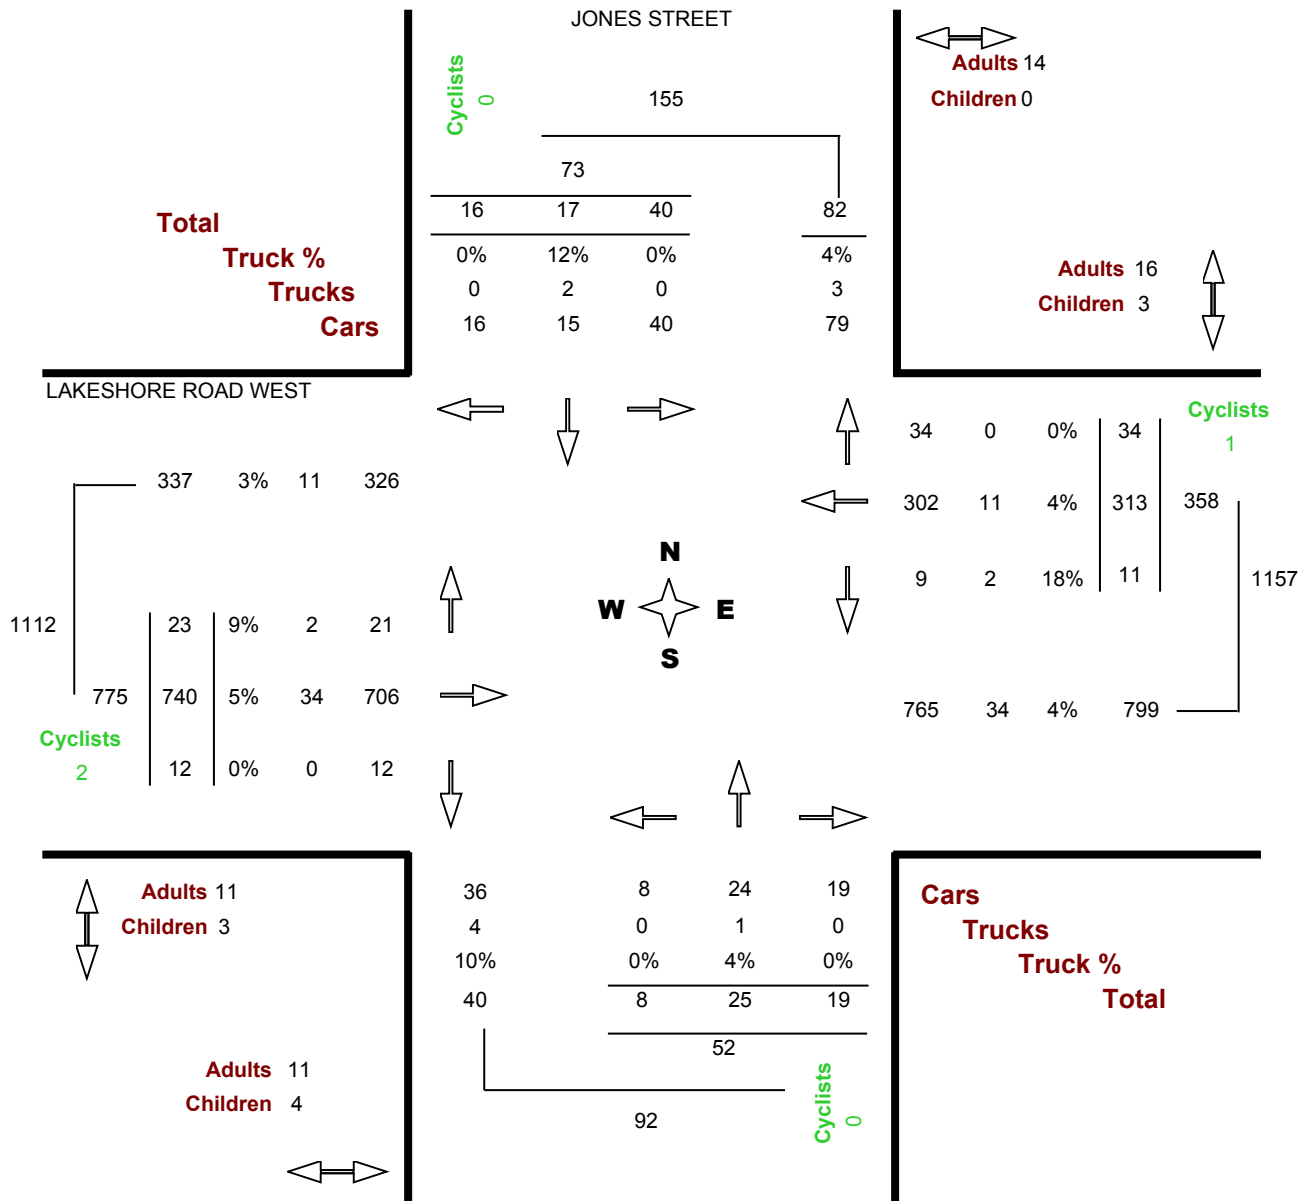 JONES STREET
Adults 14
Children 0
Cyclists
0
155
73
16 17 40 82
Total
0% 12% 0% 4%
Truck %
0 2 0 3
Trucks
16 15 40 79
Cars
Adults 16
Children 3
LAKESHORE ROAD WEST
Cyclists
1
34 0 0% 34
337 3% 11 326
302 11 4% 313 358
N
W E
S
9 2 18% 11 1157
1112 23 9% 2 21
775 740 5% 34 706
765 34 4% 799
Cyclists
2
12 0% 0 12
Adults 11
Children 3
36 8 24 19
4 0 1 0
10% 0% 4% 0%
40 8 25 19
Cars
Trucks
Truck %
Total
52
Adults 11
Children 4
92
Cyclists
0